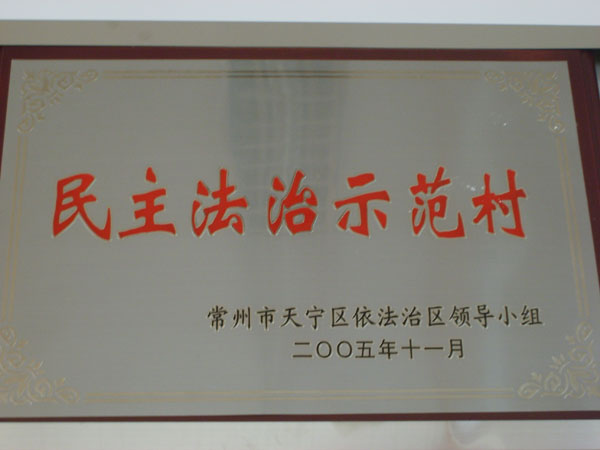 民主法治示范村
常州市天宁区依法治区领导小组
二〇〇五年十一月